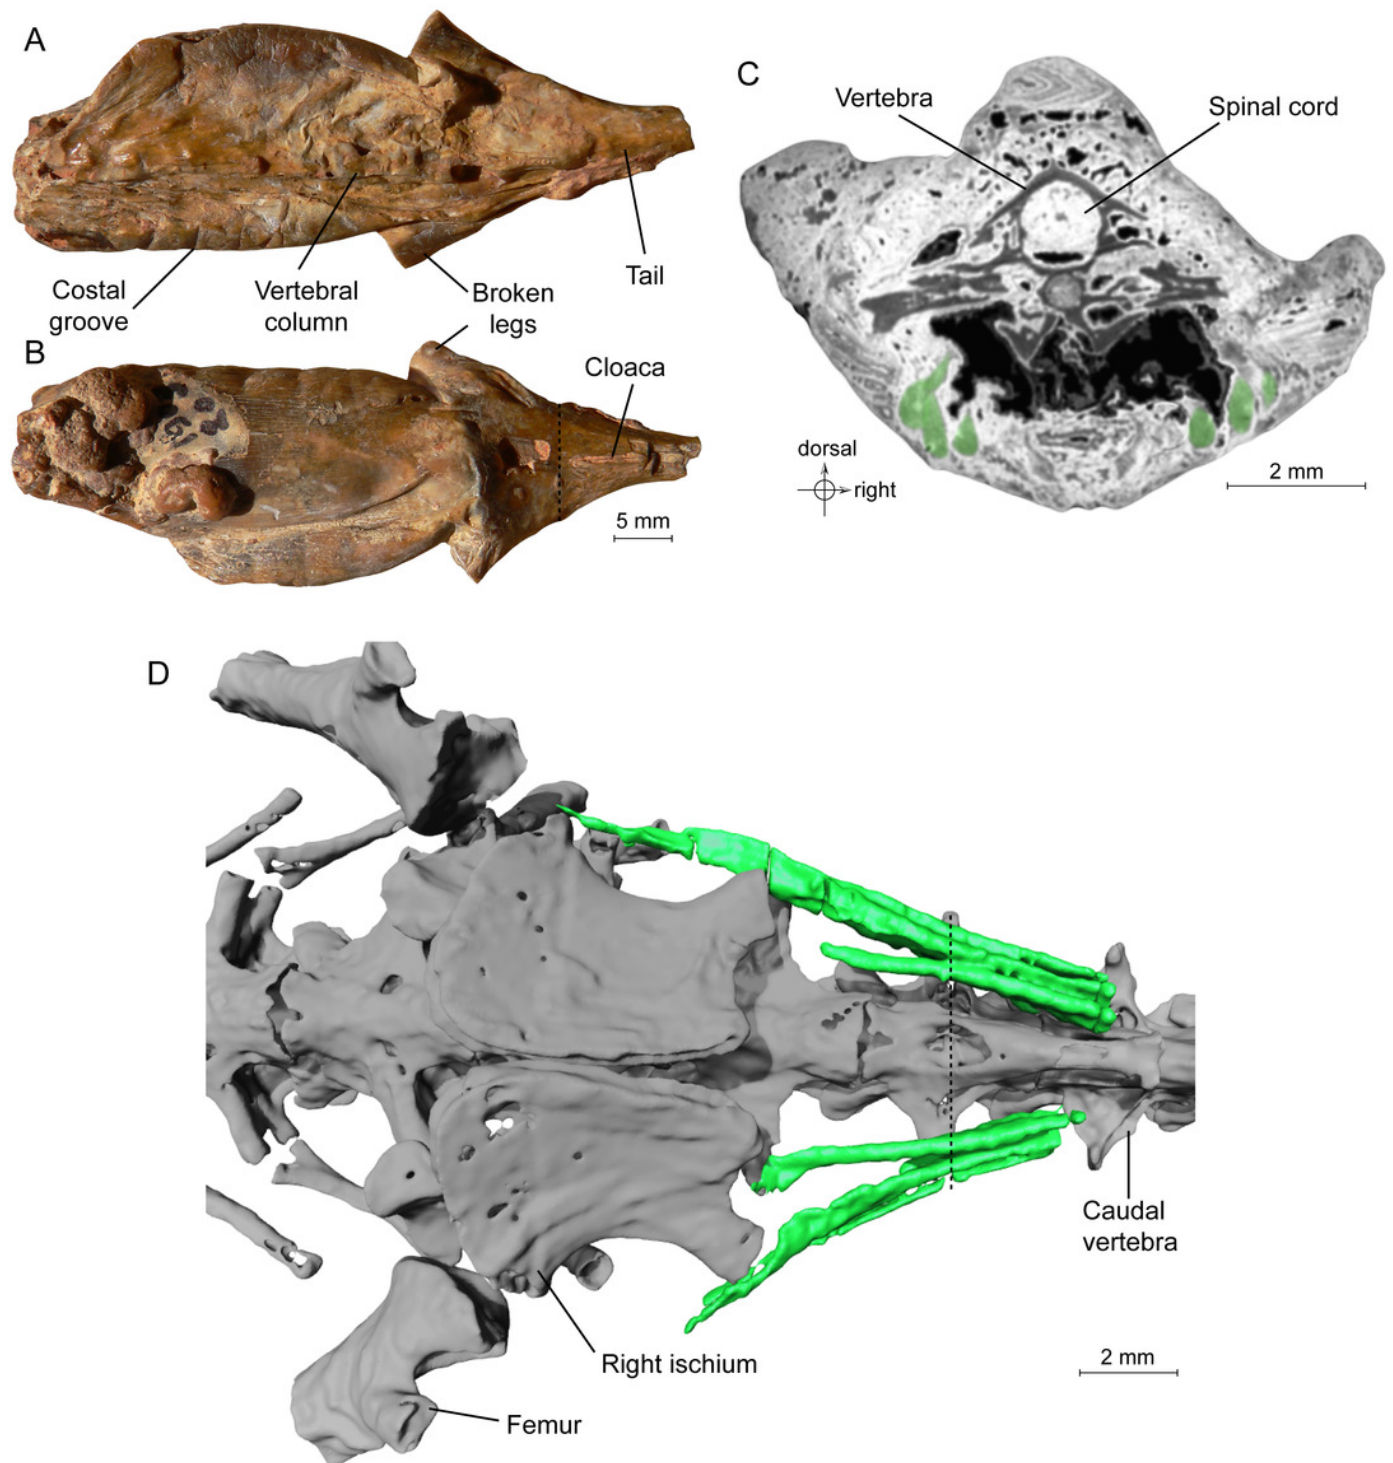 A
Costal
groove
Vertebral
column
Broken
legs
Tail
B
Cloaca
5 mm
C
Vertebra
Spinal cord
dorsal
right
2 mm
D
Caudal
vertebra
Right ischium
Femur
2 mm